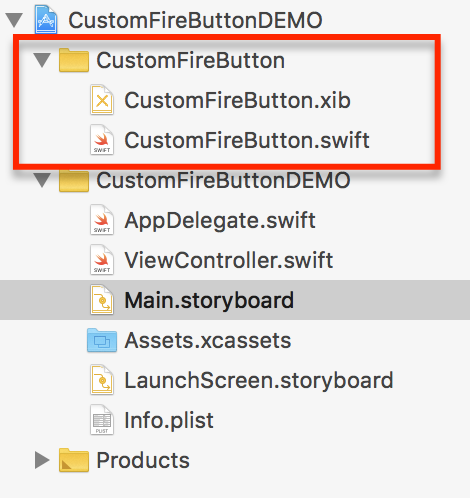 CustomFireButtonDEMO
CustomFireButton
CustomFireButton.xib
SWIFT CustomFireButton.swift
CustomFireButtonDEMO
SWIFT AppDelegate.swift
SWIFT ViewController.swift
Main.storyboard
Assets.xcassets
LaunchScreen.storyboard
PLIST Info.plist
Products